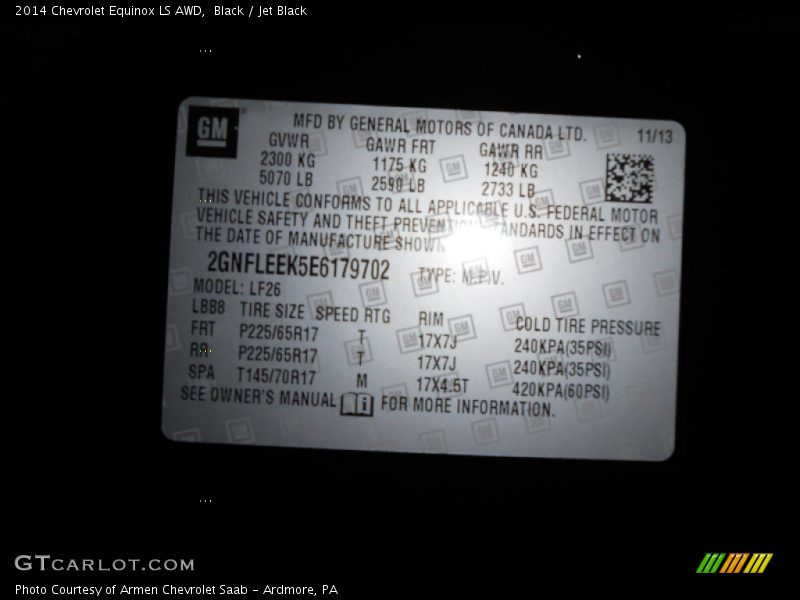 2014 Chevrolet Equinox LS AWD,  Black / Jet Black
GM
MFD BY GENERAL MOTORS OF CANADA LTD. 11/13
GVWR GAWR FRT GAWR RR
2300 KG 1175 KG 1240 KG
5070 LB 2590 LB 2733 LB
THIS VEHICLE CONFORMS TO ALL APPLICABLE U.S. FEDERAL MOTOR
VEHICLE SAFETY AND THEFT PREVENTION STANDARDS IN EFFECT ON
THE DATE OF MANUFACTURE SHOWN
2GNFLEEK5E6179702 TYPE: M.P.V.
MODEL: LF26
LBB8 TIRE SIZE SPEED RTG RIM COLD TIRE PRESSURE
FRT P225/65R17 T 17X7J 240KPA(35PSI)
RR P225/65R17 T 17X7J 240KPA(35PSI)
SPA T145/70R17 M 17X4.5T 420KPA(60PSI)
SEE OWNER'S MANUAL FOR MORE INFORMATION.
GTCARLOT.COM
Photo Courtesy of Armen Chevrolet Saab - Ardmore, PA